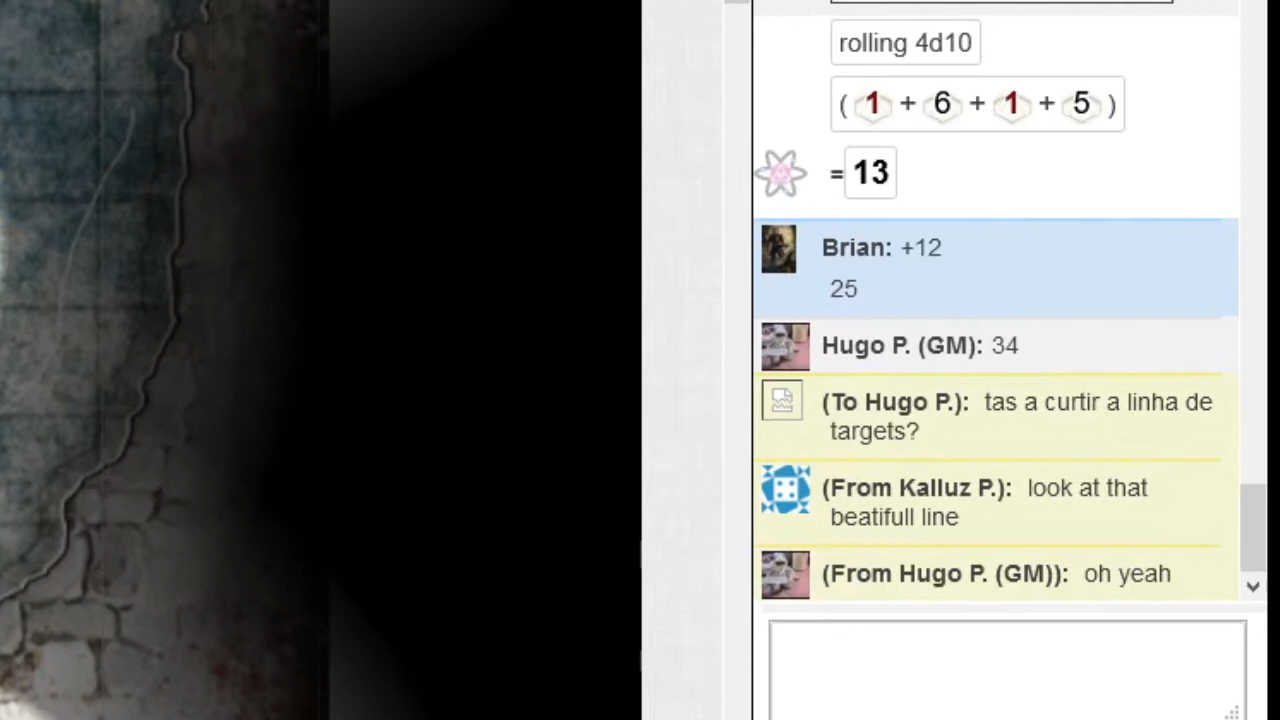 rolling 4d10
( 1 + 6 + 1 + 5 )
= 13
Brian: +12
25
Hugo P. (GM): 34
(To Hugo P.): tas a curtir a linha de
targets?
(From Kalluz P.): look at that
beatifull line
(From Hugo P. (GM)): oh yeah